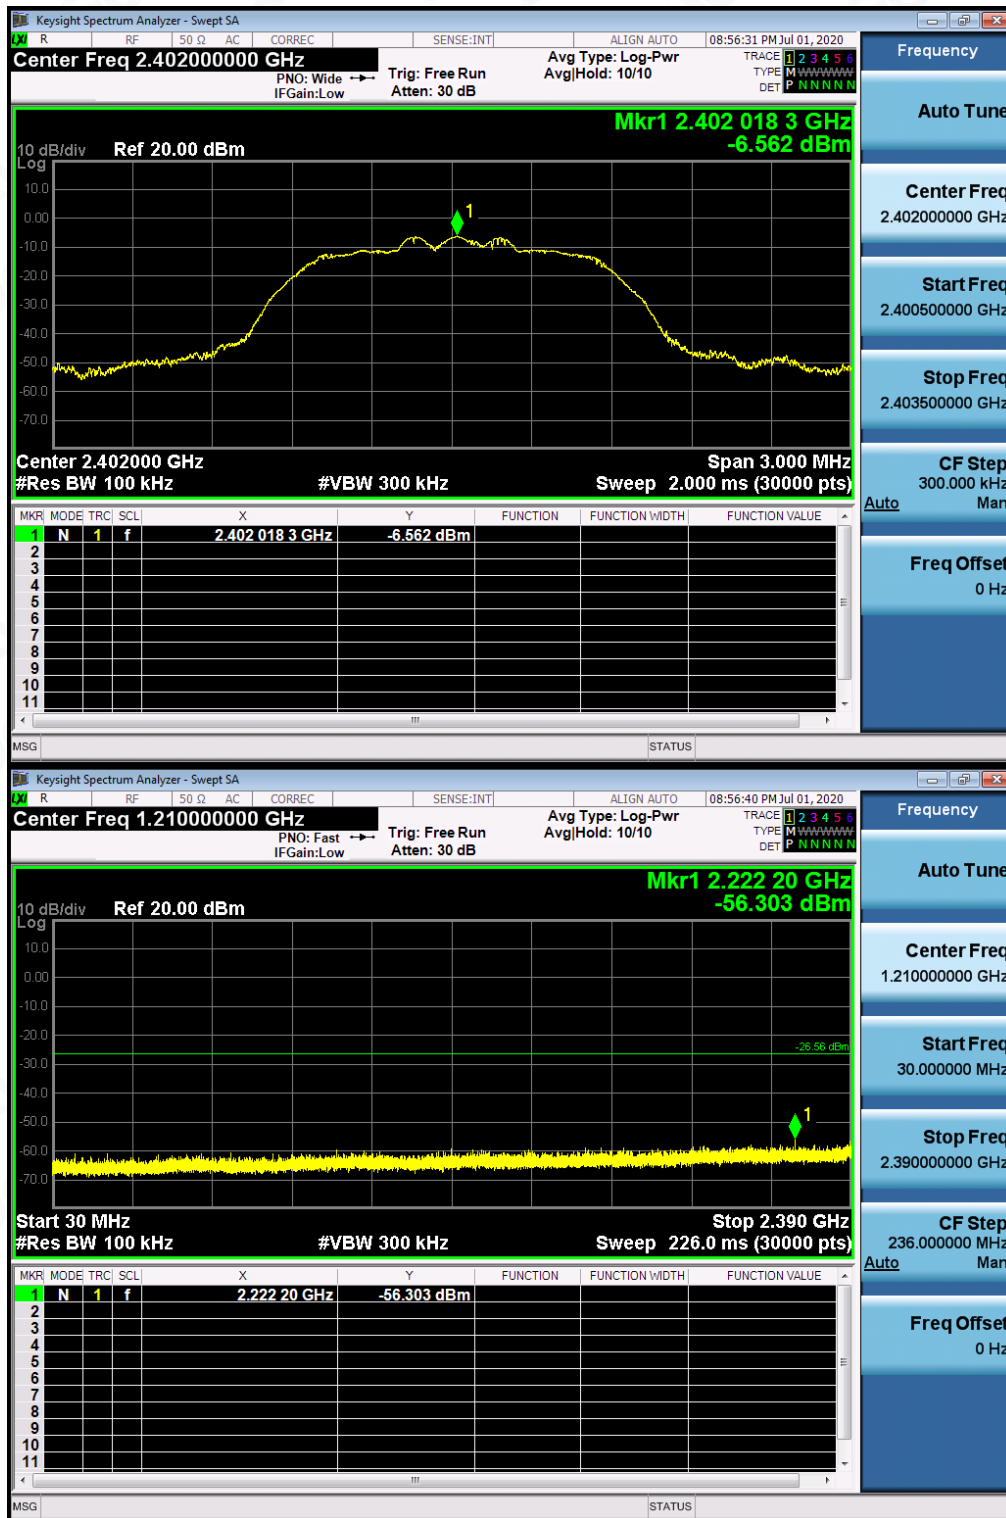 Keysight Spectrum Analyzer - Swept SA
LXI R RF 50 Ω AC CORREC SENSE:INT ALIGN AUTO 08:56:31 PM Jul 01, 2020
Center Freq 2.402000000 GHz
PNO: Wide
IFGain:Low
Trig: Free Run
Atten: 30 dB
Avg Type: Log-Pwr
Avg|Hold: 10/10
TRACE 1 2 3 4 5 6
TYPE M WWWWW
DET P N N N N N
Mkr1 2.402 018 3 GHz
-6.562 dBm
10 dB/div Ref 20.00 dBm
Log
10.0
0.00
-10.0
-20.0
-30.0
-40.0
-50.0
-60.0
-70.0
1
Center 2.402000 GHz Span 3.000 MHz
#Res BW 100 kHz #VBW 300 kHz Sweep 2.000 ms (30000 pts)
MKR MODE TRC SCL X Y FUNCTION FUNCTION WIDTH FUNCTION VALUE
1 N 1 f 2.402 018 3 GHz -6.562 dBm
2
3
4
5
6
7
8
9
10
11
MSG STATUS
Frequency
Auto Tune
Center Freq
2.402000000 GHz
Start Freq
2.400500000 GHz
Stop Freq
2.403500000 GHz
CF Step
300.000 kHz
Auto Man
Freq Offset
0 Hz
Keysight Spectrum Analyzer - Swept SA
LXI R RF 50 Ω AC CORREC SENSE:INT ALIGN AUTO 08:56:40 PM Jul 01, 2020
Center Freq 1.210000000 GHz
PNO: Fast
IFGain:Low
Trig: Free Run
Atten: 30 dB
Avg Type: Log-Pwr
Avg|Hold: 10/10
TRACE 1 2 3 4 5 6
TYPE M WWWWW
DET P N N N N N
Mkr1 2.222 20 GHz
-56.303 dBm
10 dB/div Ref 20.00 dBm
Log
10.0
0.00
-10.0
-20.0
-30.0
-40.0
-50.0
-60.0
-70.0
-26.56 dBm
1
Start 30 MHz Stop 2.390 GHz
#Res BW 100 kHz #VBW 300 kHz Sweep 226.0 ms (30000 pts)
MKR MODE TRC SCL X Y FUNCTION FUNCTION WIDTH FUNCTION VALUE
1 N 1 f 2.222 20 GHz -56.303 dBm
2
3
4
5
6
7
8
9
10
11
MSG STATUS
Frequency
Auto Tune
Center Freq
1.210000000 GHz
Start Freq
30.000000 MHz
Stop Freq
2.390000000 GHz
CF Step
236.000000 MHz
Auto Man
Freq Offset
0 Hz